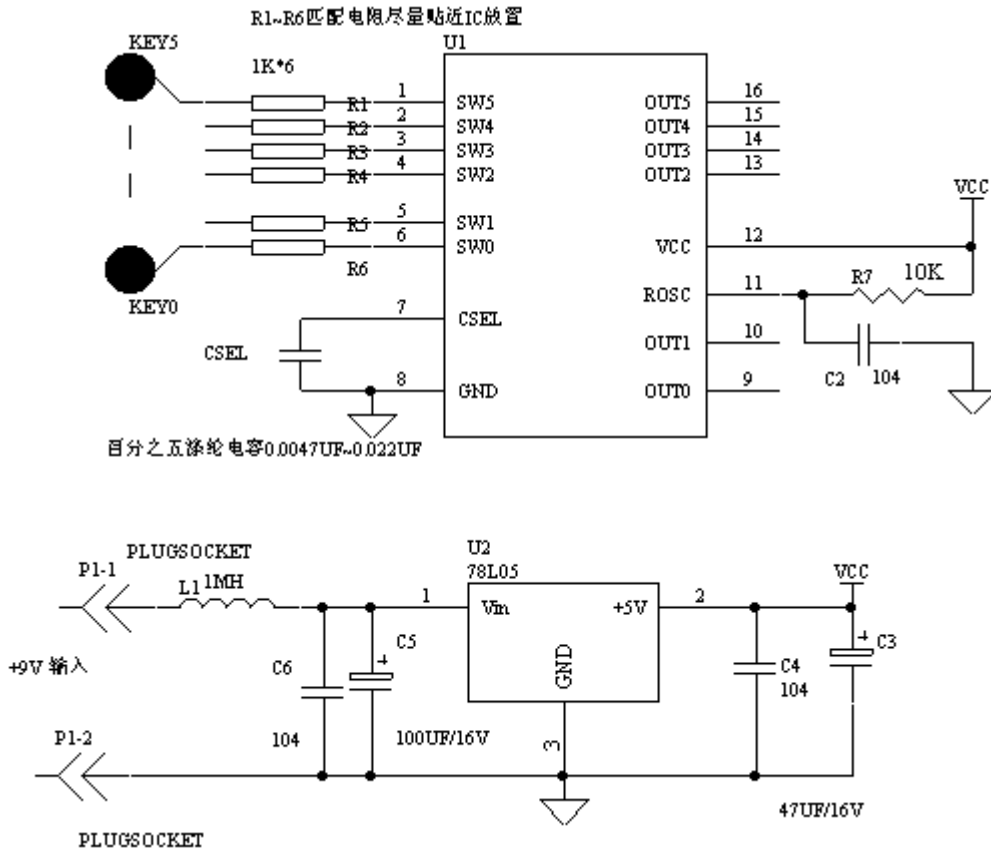 R1~R6匹配电阻尽量贴近IC放置
KEY5
U1
1K*6
1
SW5
OUT5
16
R1
2
SW4
OUT4
15
R2
3
SW3
OUT3
14
R3
4
SW2
OUT2
13
R4
VCC
5
SW1
R5
6
SW0
VCC
12
R6
KEY0
ROSC
11
R7
10K
7
CSEL
CSEL
OUT1
10
C2
104
8
GND
OUT0
9
百分之五涤纶电容0.0047UF~0.022UF
PLUGSOCKET
U2
P1-1
78L05
VCC
L1
1MH
1
Vin
+5V
2
C5
+
C3
+
+9V 输入
C6
GND
C4
104
P1-2
104
100UF/16V
3
47UF/16V
PLUGSOCKET